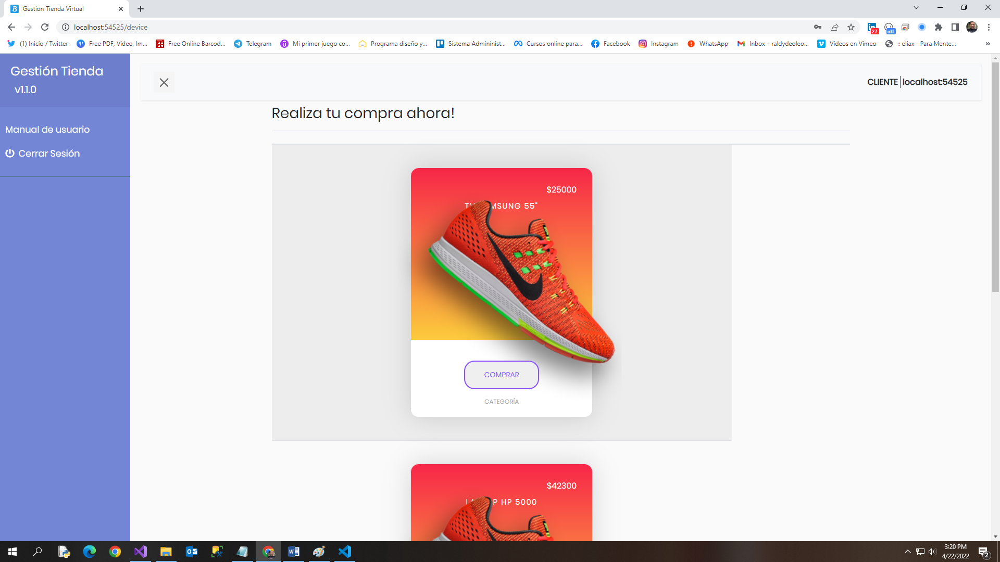 Gestion Tienda Virtual
localhost:54525/device
27
off
(1) Inicio / Twitter
Free PDF, Video, Im...
Free Online Barcod...
Telegram
Mi primer juego co...
Programa diseño y...
Sistema Admininist...
Cursos online para...
Facebook
Instagram
WhatsApp
Inbox – raldydeoleo...
Videos en Vimeo
:: eliax - Para Mente...
»
Gestión Tienda
v1.1.0
CLIENTE | localhost:54525
Manual de usuario
Cerrar Sesión
Realiza tu compra ahora!
$25000
MSUNG 55"
COMPRAR
CATEGORÍA
$42300
P HP 5000
3:20 PM
4/22/2022
2